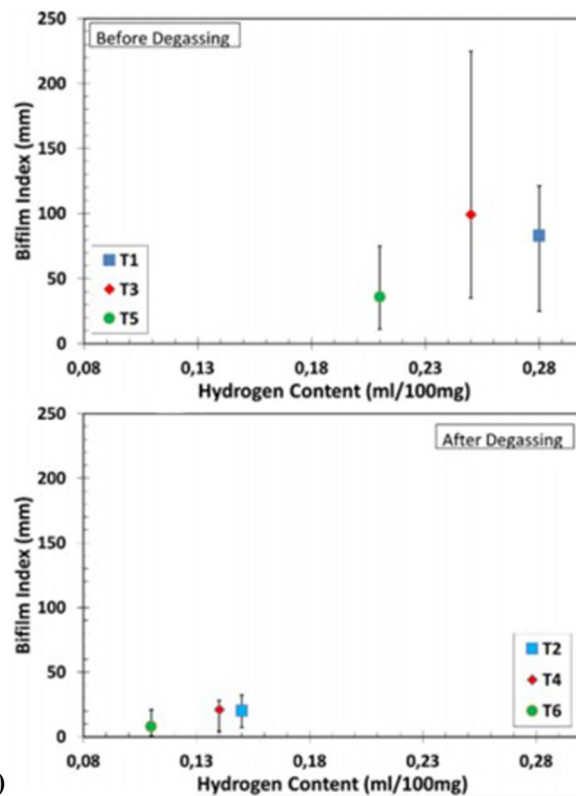 250
Before Degassing
200
150
100
50
0
Bifilm Index (mm)
T1
T3
T5
0,08 0,13 0,18 0,23 0,28
Hydrogen Content (ml/100mg)
250
After Degassing
200
150
100
50
0
Bifilm Index (mm)
T2
T4
T6
0,08 0,13 0,18 0,23 0,28
)
Hydrogen Content (ml/100mg)